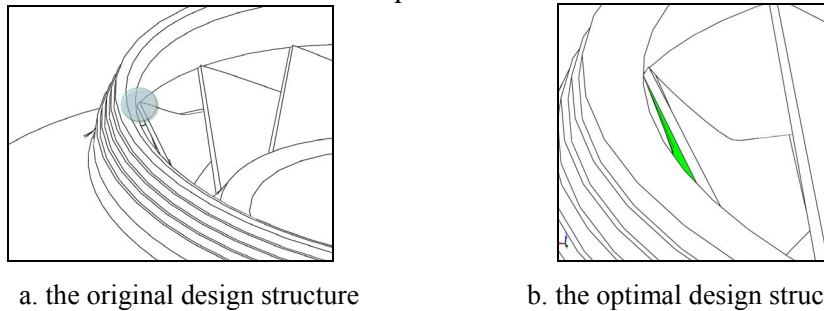 a. the original design structure
b. the optimal design struc